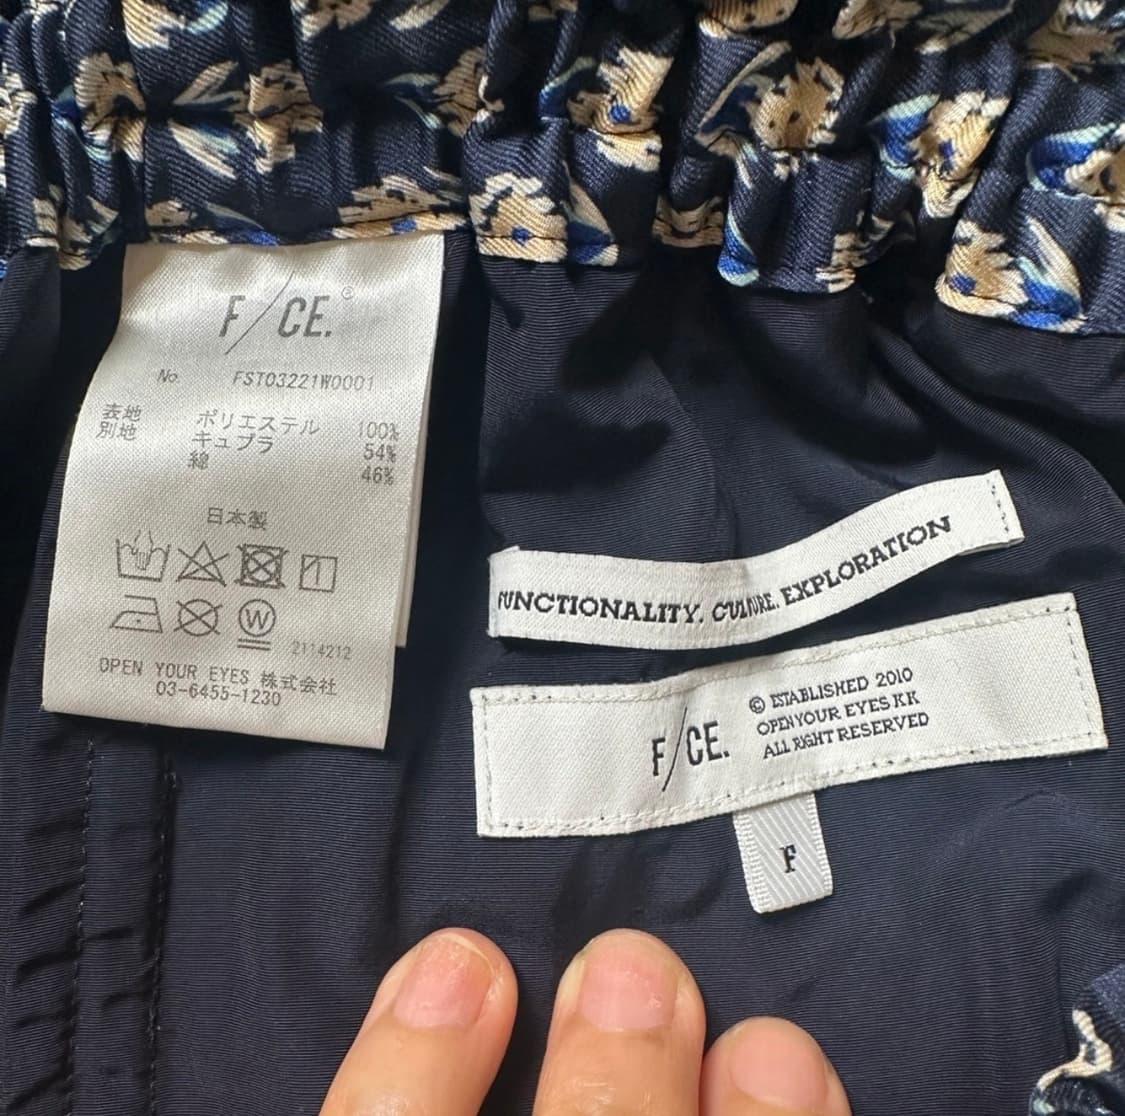 F/CE.®
No. FST03221W0001
表地 ポリエステル 100%
別地 キュプラ 54%
綿 46%
日本製
W
2114212
OPEN YOUR EYES 株式会社
03-6455-1230
FUNCTIONALITY. CULTURE. EXPLORATION
F/CE.
© ESTABLISHED 2010
OPEN YOUR EYES KK
ALL RIGHT RESERVED
F